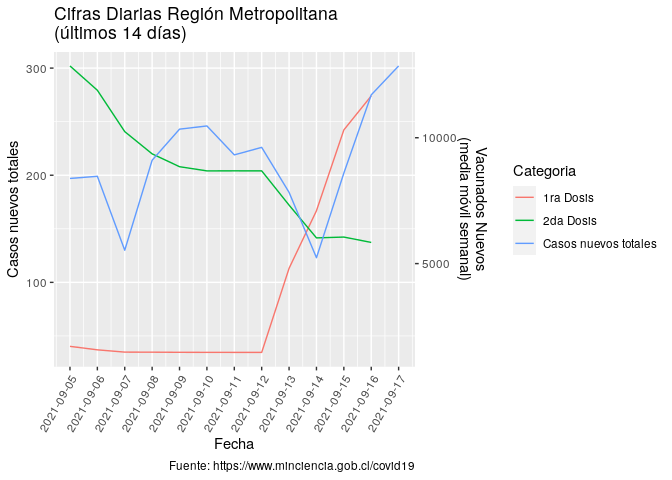 Cifras Diarias Región Metropolitana
(últimos 14 días)
300
200
100
Casos nuevos totales
10000
5000
Vacunados Nuevos
(media móvil semanal)
2021-09-05
2021-09-06
2021-09-07
2021-09-08
2021-09-09
2021-09-10
2021-09-11
2021-09-12
2021-09-13
2021-09-14
2021-09-15
2021-09-16
2021-09-17
Fecha
Categoria
1ra Dosis
2da Dosis
Casos nuevos totales
Fuente: https://www.minciencia.gob.cl/covid19